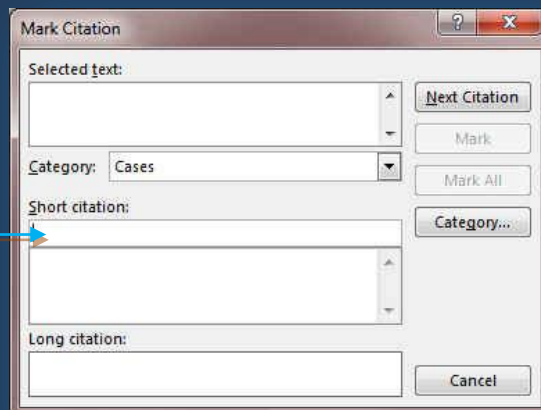 Mark Citation
Selected text:
Next Citation
Mark
Category: Cases
Mark All
Short citation:
Category...
Long citation:
Cancel